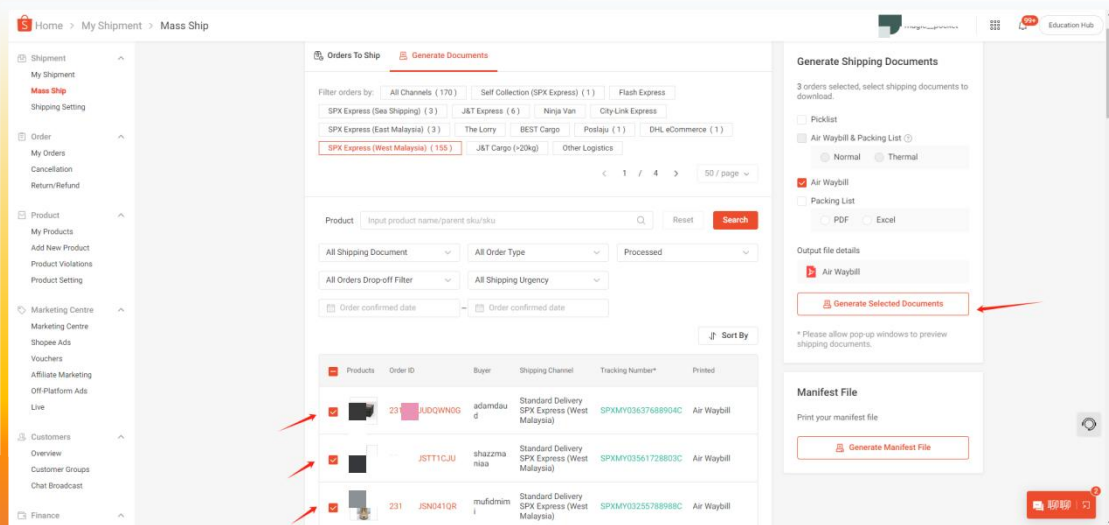 Home > My Shipment > Mass Ship
99+
Education Hub
Shipment
My Shipment
Mass Ship
Shipping Setting
Order
My Orders
Cancellation
Return/Refund
Product
My Products
Add New Product
Product Violations
Product Setting
Marketing Centre
Marketing Centre
Shopee Ads
Vouchers
Affiliate Marketing
Off-Platform Ads
Live
Customers
Overview
Customer Groups
Chat Broadcast
Finance
Orders To Ship Generate Documents
Filter orders by: All Channels ( 170 ) Self Collection (SPX Express) ( 1 ) Flash Express
SPX Express (Sea Shipping) ( 3 ) J&T Express ( 6 ) Ninja Van City-Link Express
SPX Express (East Malaysia) ( 3 ) The Lorry BEST Cargo Poslaju ( 1 ) DHL eCommerce ( 1 )
SPX Express (West Malaysia) ( 155 ) J&T Cargo (>20kg) Other Logistics
< 1 / 4 > 50 / page
Product Input product name/parent sku/sku Reset Search
All Shipping Document All Order Type Processed
All Orders Drop-off Filter All Shipping Urgency
Order confirmed date – Order confirmed date
Sort By
Products Order ID Buyer Shipping Channel Tracking Number* Printed
231 JUDQWN0G adamdau
d Standard Delivery
SPX Express (West
Malaysia) SPXMY03637688904C Air Waybill
JSTT1CJU shazzma
niaa Standard Delivery
SPX Express (West
Malaysia) SPXMY03561728803C Air Waybill
231 JSN041QR mufidmim
i Standard Delivery
SPX Express (West
Malaysia) SPXMY03255788988C Air Waybill
Generate Shipping Documents
3 orders selected, select shipping documents to
download.
Picklist
Air Waybill & Packing List
Normal Thermal
Air Waybill
Packing List
PDF Excel
Output file details
Air Waybill
Generate Selected Documents
* Please allow pop-up windows to preview
shipping documents.
Manifest File
Print your manifest file
Generate Manifest File
聊聊
2